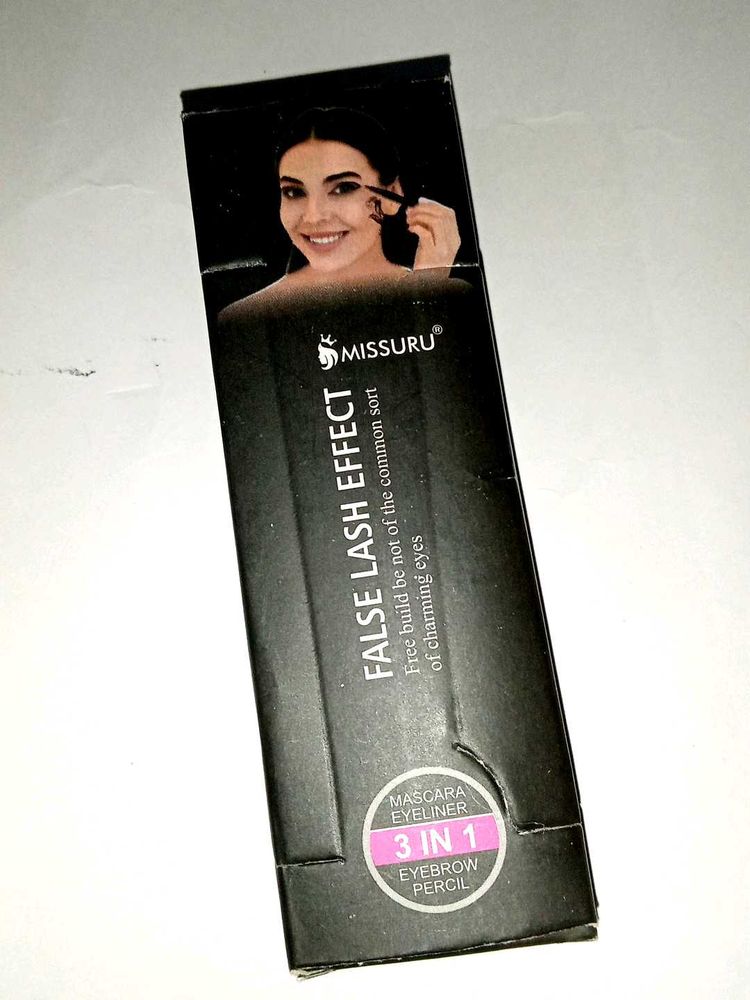 MISSURU®
FALSE LASH EFFECT
Free build be not of the common sort
of charming eyes
MASCARA
EYELINER
3 IN 1
EYEBROW
PERCIL